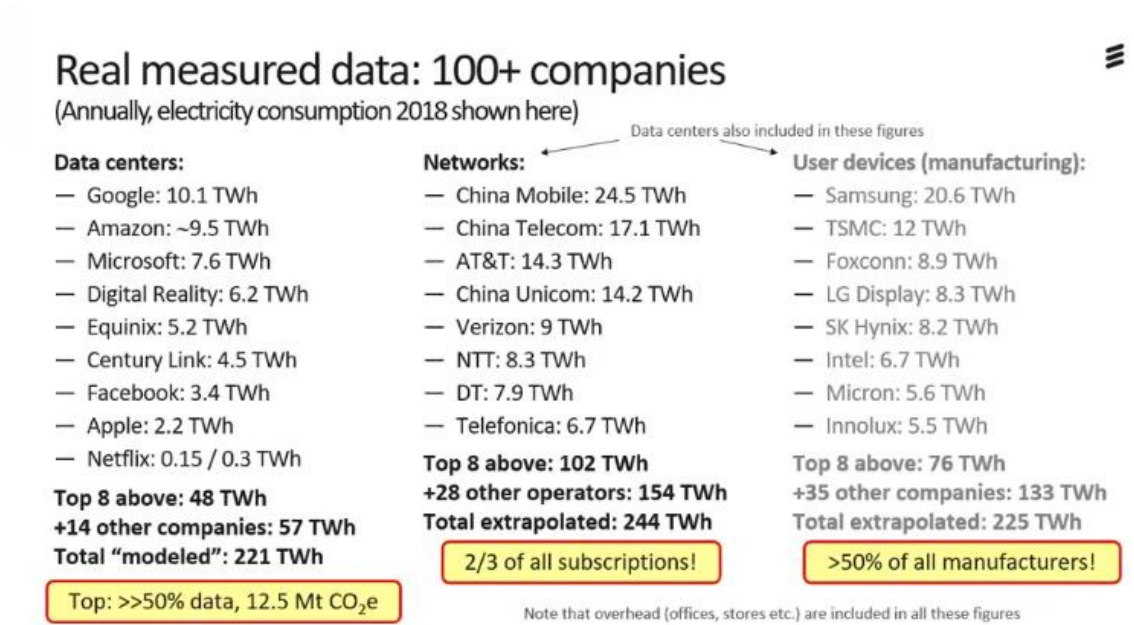 Real measured data: 100+ companies
(Annually, electricity consumption 2018 shown here)
Data centers also included in these figures
Data centers:
— Google: 10.1 TWh
— Amazon: ~9.5 TWh
— Microsoft: 7.6 TWh
— Digital Reality: 6.2 TWh
— Equinix: 5.2 TWh
— Century Link: 4.5 TWh
— Facebook: 3.4 TWh
— Apple: 2.2 TWh
— Netflix: 0.15 / 0.3 TWh
Top 8 above: 48 TWh
+14 other companies: 57 TWh
Total “modeled”: 221 TWh
Top: >>50% data, 12.5 Mt CO₂e
Networks:
— China Mobile: 24.5 TWh
— China Telecom: 17.1 TWh
— AT&T: 14.3 TWh
— China Unicom: 14.2 TWh
— Verizon: 9 TWh
— NTT: 8.3 TWh
— DT: 7.9 TWh
— Telefonica: 6.7 TWh
Top 8 above: 102 TWh
+28 other operators: 154 TWh
Total extrapolated: 244 TWh
2/3 of all subscriptions!
User devices (manufacturing):
— Samsung: 20.6 TWh
— TSMC: 12 TWh
— Foxconn: 8.9 TWh
— LG Display: 8.3 TWh
— SK Hynix: 8.2 TWh
— Intel: 6.7 TWh
— Micron: 5.6 TWh
— Innolux: 5.5 TWh
Top 8 above: 76 TWh
+35 other companies: 133 TWh
Total extrapolated: 225 TWh
>50% of all manufacturers!
Note that overhead (offices, stores etc.) are included in all these figures